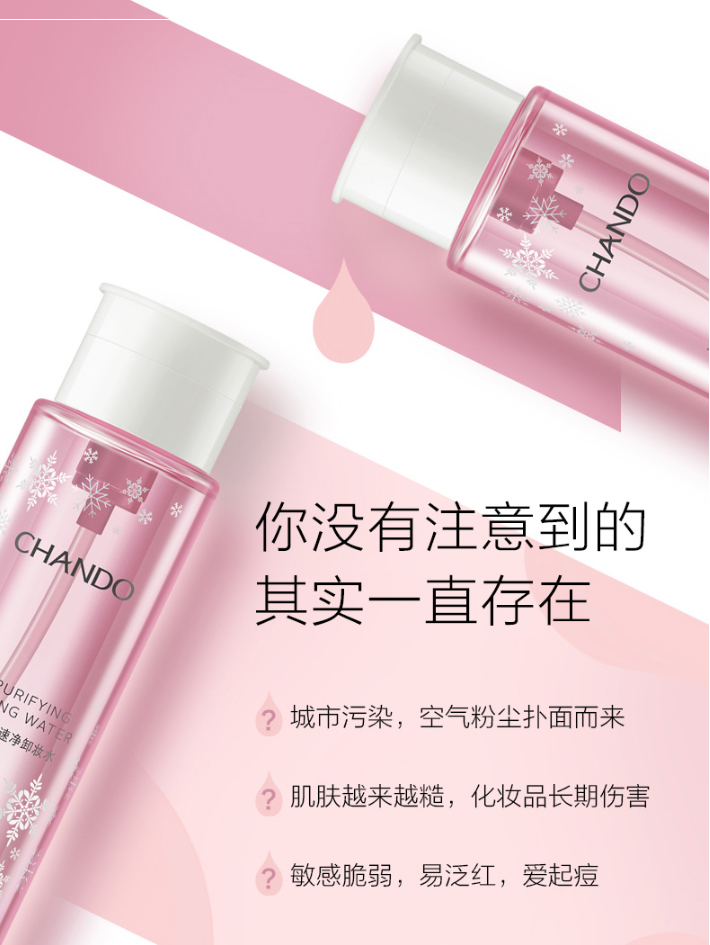 CHANDO
CHANDO
你没有注意到的
其实一直存在
PURIFYING
NG WATER
速净卸妆水
? 城市污染，空气粉尘扑面而来
? 肌肤越来越糙，化妆品长期伤害
? 敏感脆弱，易泛红，爱起痘